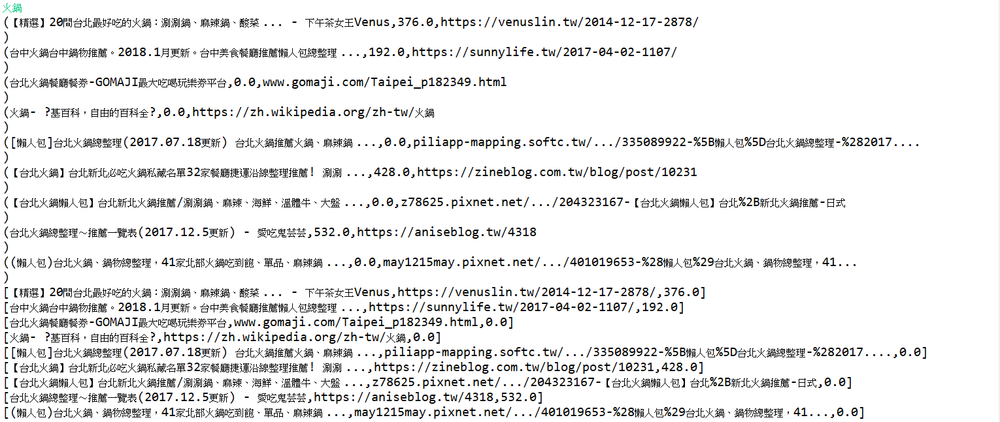 火鍋
(【精選】20間台北最好吃的火鍋：涮涮鍋、麻辣鍋、酸菜 ... - 下午茶女王Venus,376.0,https://venuslin.tw/2014-12-17-2878/
)
(台中火鍋台中鍋物推薦。2018.1月更新。台中美食餐廳推薦懶人包總整理 ...,192.0,https://sunnylife.tw/2017-04-02-1107/
)
(台北火鍋餐廳餐券-GOMAJI最大吃喝玩樂券平台,0.0,www.gomaji.com/Taipei_p182349.html
)
(火鍋- ?基百科，自由的百科全?,0.0,https://zh.wikipedia.org/zh-tw/火鍋
)
([懶人包]台北火鍋總整理(2017.07.18更新) 台北火鍋推薦火鍋、麻辣鍋 ...,0.0,piliapp-mapping.softc.tw/.../335089922-%5B懶人包%5D台北火鍋總整理-%282017....
)
(【台北火鍋】台北新北必吃火鍋私藏名單32家餐廳捷運沿線整理推薦! 涮涮 ...,428.0,https://zineblog.com.tw/blog/post/10231
)
(【台北火鍋懶人包】台北新北火鍋推薦/涮涮鍋、麻辣、海鮮、溫體牛、大盤 ...,0.0,z78625.pixnet.net/.../204323167-【台北火鍋懶人包】台北%2B新北火鍋推薦-日式
)
(台北火鍋總整理～推薦一覽表(2017.12.5更新) - 愛吃鬼芸芸,532.0,https://aniseblog.tw/4318
)
((懶人包)台北火鍋、鍋物總整理，41家北部火鍋吃到飽、單品、麻辣鍋 ...,0.0,may1215may.pixnet.net/.../401019653-%28懶人包%29台北火鍋、鍋物總整理，41...
)
[【精選】20間台北最好吃的火鍋：涮涮鍋、麻辣鍋、酸菜 ... - 下午茶女王Venus,https://venuslin.tw/2014-12-17-2878/,376.0]
[台中火鍋台中鍋物推薦。2018.1月更新。台中美食餐廳推薦懶人包總整理 ...,https://sunnylife.tw/2017-04-02-1107/,192.0]
[台北火鍋餐廳餐券-GOMAJI最大吃喝玩樂券平台,www.gomaji.com/Taipei_p182349.html,0.0]
[火鍋- ?基百科，自由的百科全?,https://zh.wikipedia.org/zh-tw/火鍋,0.0]
[[懶人包]台北火鍋總整理(2017.07.18更新) 台北火鍋推薦火鍋、麻辣鍋 ...,piliapp-mapping.softc.tw/.../335089922-%5B懶人包%5D台北火鍋總整理-%282017....,0.0]
[【台北火鍋】台北新北必吃火鍋私藏名單32家餐廳捷運沿線整理推薦! 涮涮 ...,https://zineblog.com.tw/blog/post/10231,428.0]
[【台北火鍋懶人包】台北新北火鍋推薦/涮涮鍋、麻辣、海鮮、溫體牛、大盤 ...,z78625.pixnet.net/.../204323167-【台北火鍋懶人包】台北%2B新北火鍋推薦-日式,0.0]
[台北火鍋總整理～推薦一覽表(2017.12.5更新) - 愛吃鬼芸芸,https://aniseblog.tw/4318,532.0]
[(懶人包)台北火鍋、鍋物總整理，41家北部火鍋吃到飽、單品、麻辣鍋 ...,may1215may.pixnet.net/.../401019653-%28懶人包%29台北火鍋、鍋物總整理，41...,0.0]